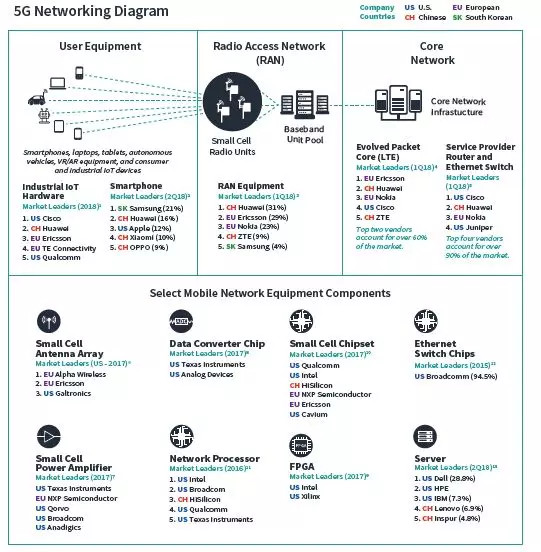 5G Networking Diagram
Company Countries
US U.S.
EU European
CH Chinese
SK South Korean
User Equipment
Smartphones, laptops, tablets, autonomous
vehicles, VR/AR equipment, and consumer
and industrial IoT devices
Industrial IoT
Hardware
Market Leaders (2018)¹
1. US Cisco
2. CH Huawei
3. EU Ericsson
4. EU TE Connectivity
5. US Qualcomm
Smartphone
Market Leaders (2Q18)²
1. SK Samsung (21%)
2. CH Huawei (16%)
3. US Apple (12%)
4. CH Xiaomi (10%)
5. CH OPPO (9%)
Radio Access Network
(RAN)
Small Cell
Radio Units
Baseband
Unit Pool
RAN Equipment
Market Leaders (1Q18)³
1. CH Huawei (31%)
2. EU Ericsson (29%)
3. EU Nokia (23%)
4. CH ZTE (9%)
5. SK Samsung (4%)
Core
Network
Core Network
Infrastucture
Evolved Packet
Core (LTE)
Market Leaders
(1Q18)⁴
1. EU Ericsson
2. CH Huawei
3. EU Nokia
4. US Cisco
5. CH ZTE
Top two vendors
account for over 60%
of the market.
Service Provider
Router and
Ethernet Switch
Market Leaders
(1Q18)⁵
1. US Cisco
2. CH Huawei
3. EU Nokia
4. US Juniper
Top four vendors
account for over
90% of the market.
Select Mobile Network Equipment Components
Small Cell
Antenna Array
Market Leaders (US - 2017)⁶
1. EU Alpha Wireless
2. EU Ericsson
3. US Galtronics
ADC
Data Converter Chip
Market Leaders (2017)⁸
US Texas Instruments
US Analog Devices
Small Cell Chipset
Market Leaders (2017)¹⁰
US Qualcomm
US Intel
CH HiSilicon
EU NXP Semiconductor
EU Ericsson
US Cavium
Ethernet
Switch Chips
Market Leaders (2015)¹²
US Broadcomm (94.5%)
Small Cell
Power Amplifier
Market Leaders (2017)⁷
US Texas Instruments
EU NXP Semiconductor
US Qorvo
US Broadcom
US Anadigics
Network Processor
Market Leaders (2016)¹¹
1. US Intel
2. US Broadcom
3. CH HiSilicon
4. US Qualcomm
5. US Texas Instruments
FPGA
FPGA
Market Leaders (2017)⁹
US Intel
US Xilinx
Server
Market Leaders (2Q18)¹³
1. US Dell (28.8%)
2. US HPE
3. US IBM (7.3%)
4. CH Lenovo (6.9%)
5. CH Inspur (4.8%)